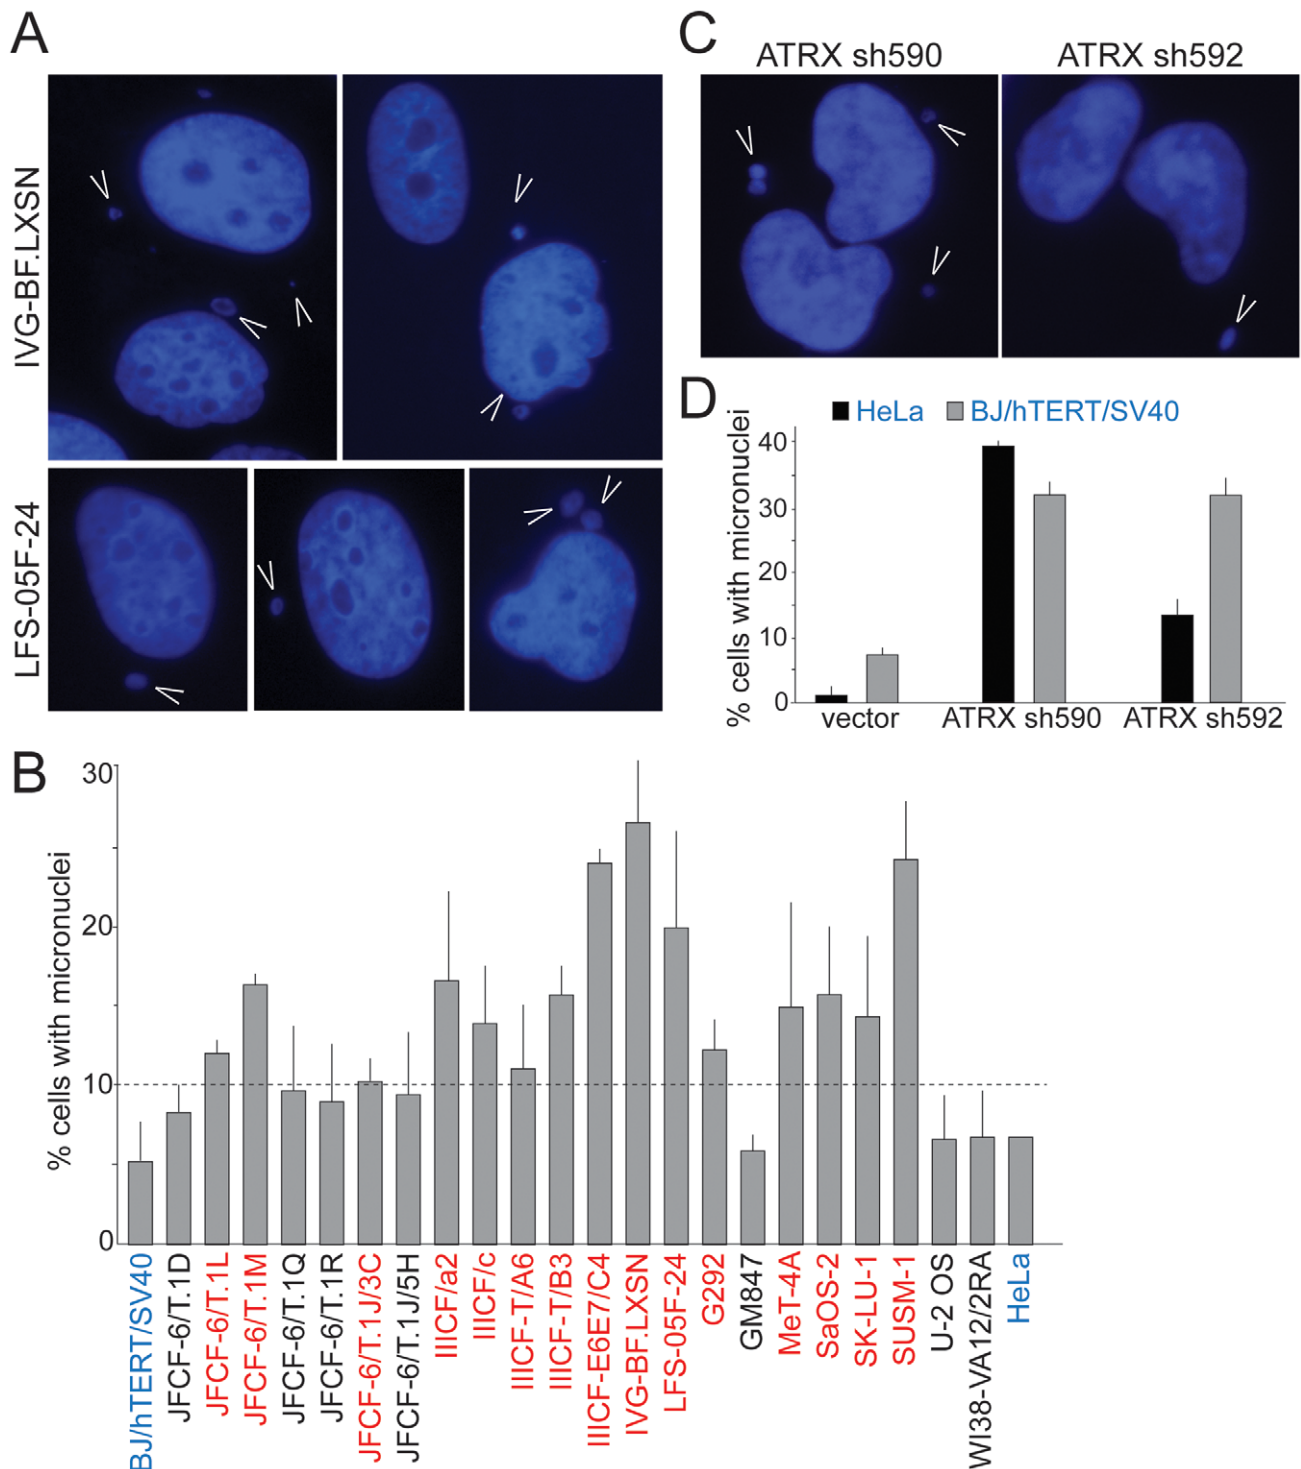 A
IVG-BF.LXSN
LFS-05F-24
C
ATRX sh590
ATRX sh592
D
HeLa
BJ/hTERT/SV40
% cells with micronuclei
40
30
20
10
0
vector
ATRX sh590
ATRX sh592
B
% cells with micronuclei
30
20
10
0
BJ/hTERT/SV40
JFCF-6/T.1D
JFCF-6/T.1L
JFCF-6/T.1M
JFCF-6/T.1Q
JFCF-6/T.1R
JFCF-6/T.1J/3C
JFCF-6/T.1J/5H
IIICF/a2
IIICF/c
IIICF-T/A6
IIICF-T/B3
IIICF-E6E7/C4
IVG-BF.LXSN
LFS-05F-24
G292
GM847
MeT-4A
SaOS-2
SK-LU-1
SUSM-1
U-2 OS
WI38-VA12/2RA
HeLa